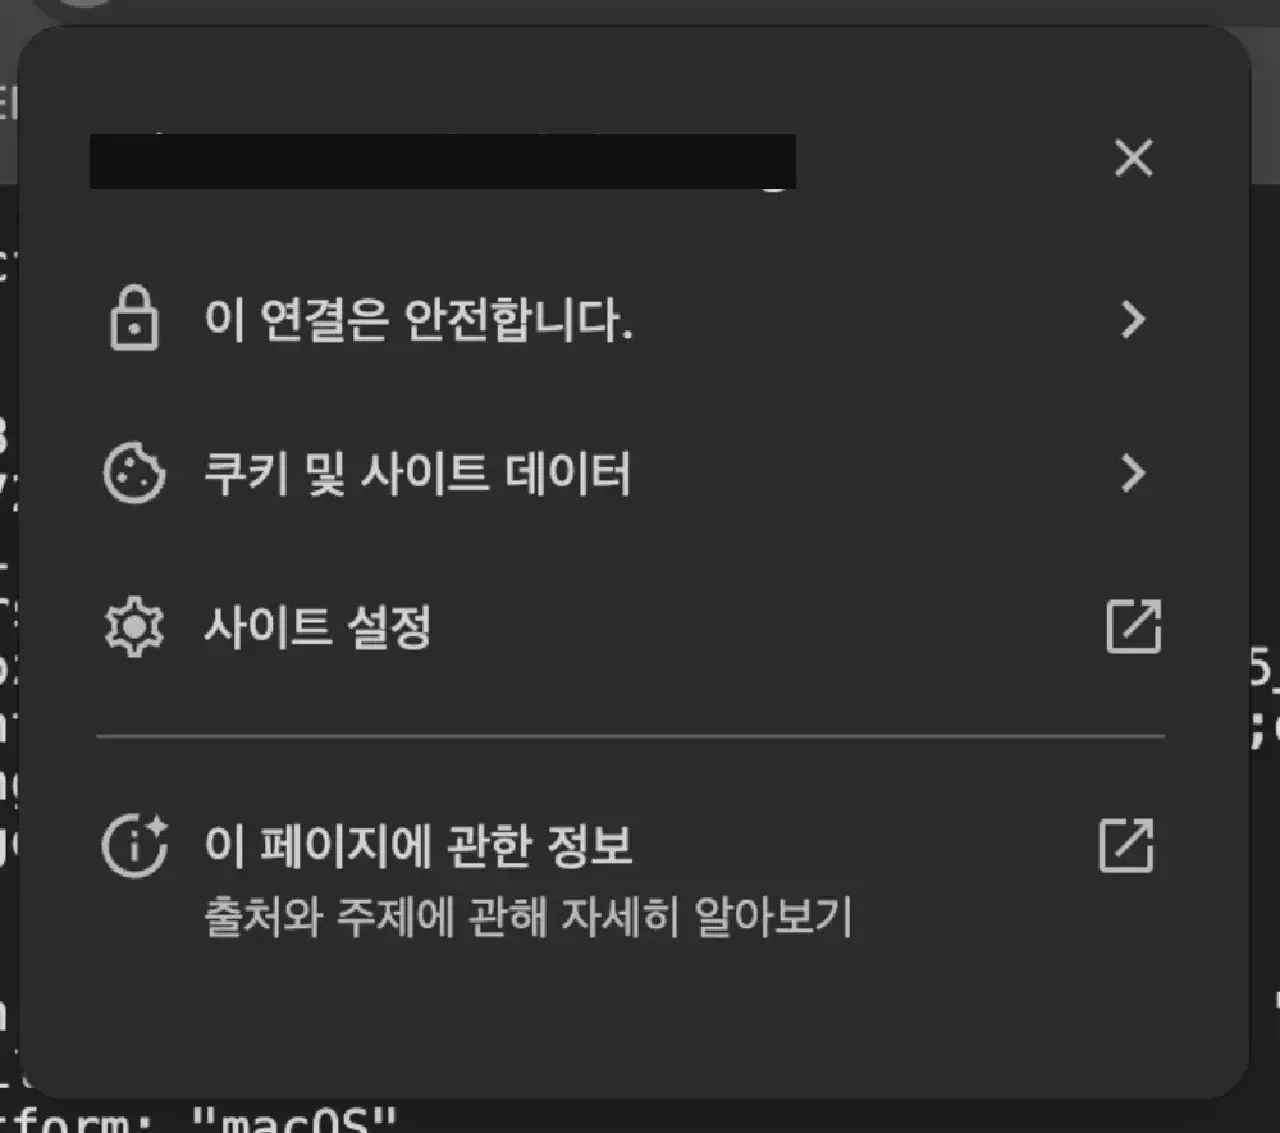 이 연결은 안전합니다.
쿠키 및 사이트 데이터
사이트 설정
이 페이지에 관한 정보
출처와 주제에 관해 자세히 알아보기
tform: "macOS"